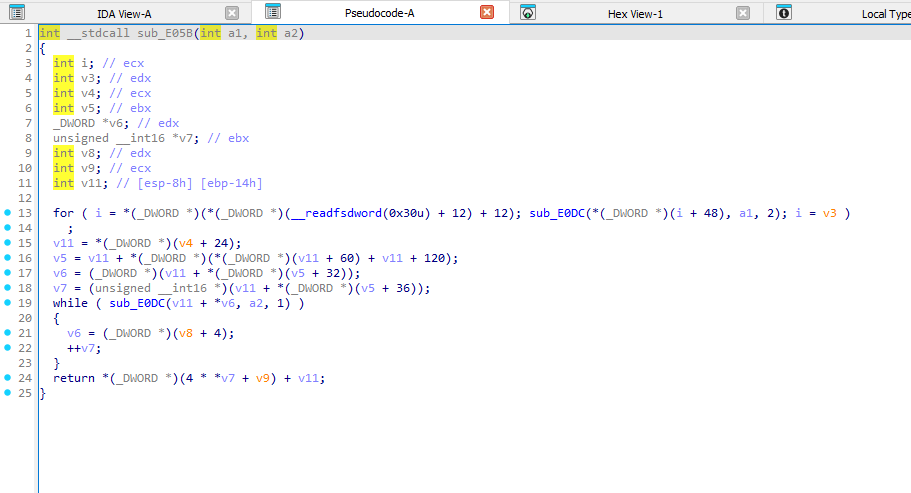 IDA View-A Pseudocode-A Hex View-1 Local Type
1 int __stdcall sub_E05B(int a1, int a2)
2 {
3 int i; // ecx
4 int v3; // edx
5 int v4; // ecx
6 int v5; // ebx
7 _DWORD *v6; // edx
8 unsigned __int16 *v7; // ebx
9 int v8; // edx
10 int v9; // ecx
11 int v11; // [esp-8h] [ebp-14h]
12
13 for ( i = *(_DWORD *)(*(_DWORD *)(__readfsdword(0x30u) + 12) + 12); sub_E0DC(*(_DWORD *)(i + 48), a1, 2); i = v3 )
14 ;
15 v11 = *(_DWORD *)(v4 + 24);
16 v5 = v11 + *(_DWORD *)(*(_DWORD *)(v11 + 60) + v11 + 120);
17 v6 = (_DWORD *)(v11 + *(_DWORD *)(v5 + 32));
18 v7 = (unsigned __int16 *)(v11 + *(_DWORD *)(v5 + 36));
19 while ( sub_E0DC(v11 + *v6, a2, 1) )
20 {
21 v6 = (_DWORD *)(v8 + 4);
22 ++v7;
23 }
24 return *(_DWORD *)(4 * *v7 + v9) + v11;
25 }